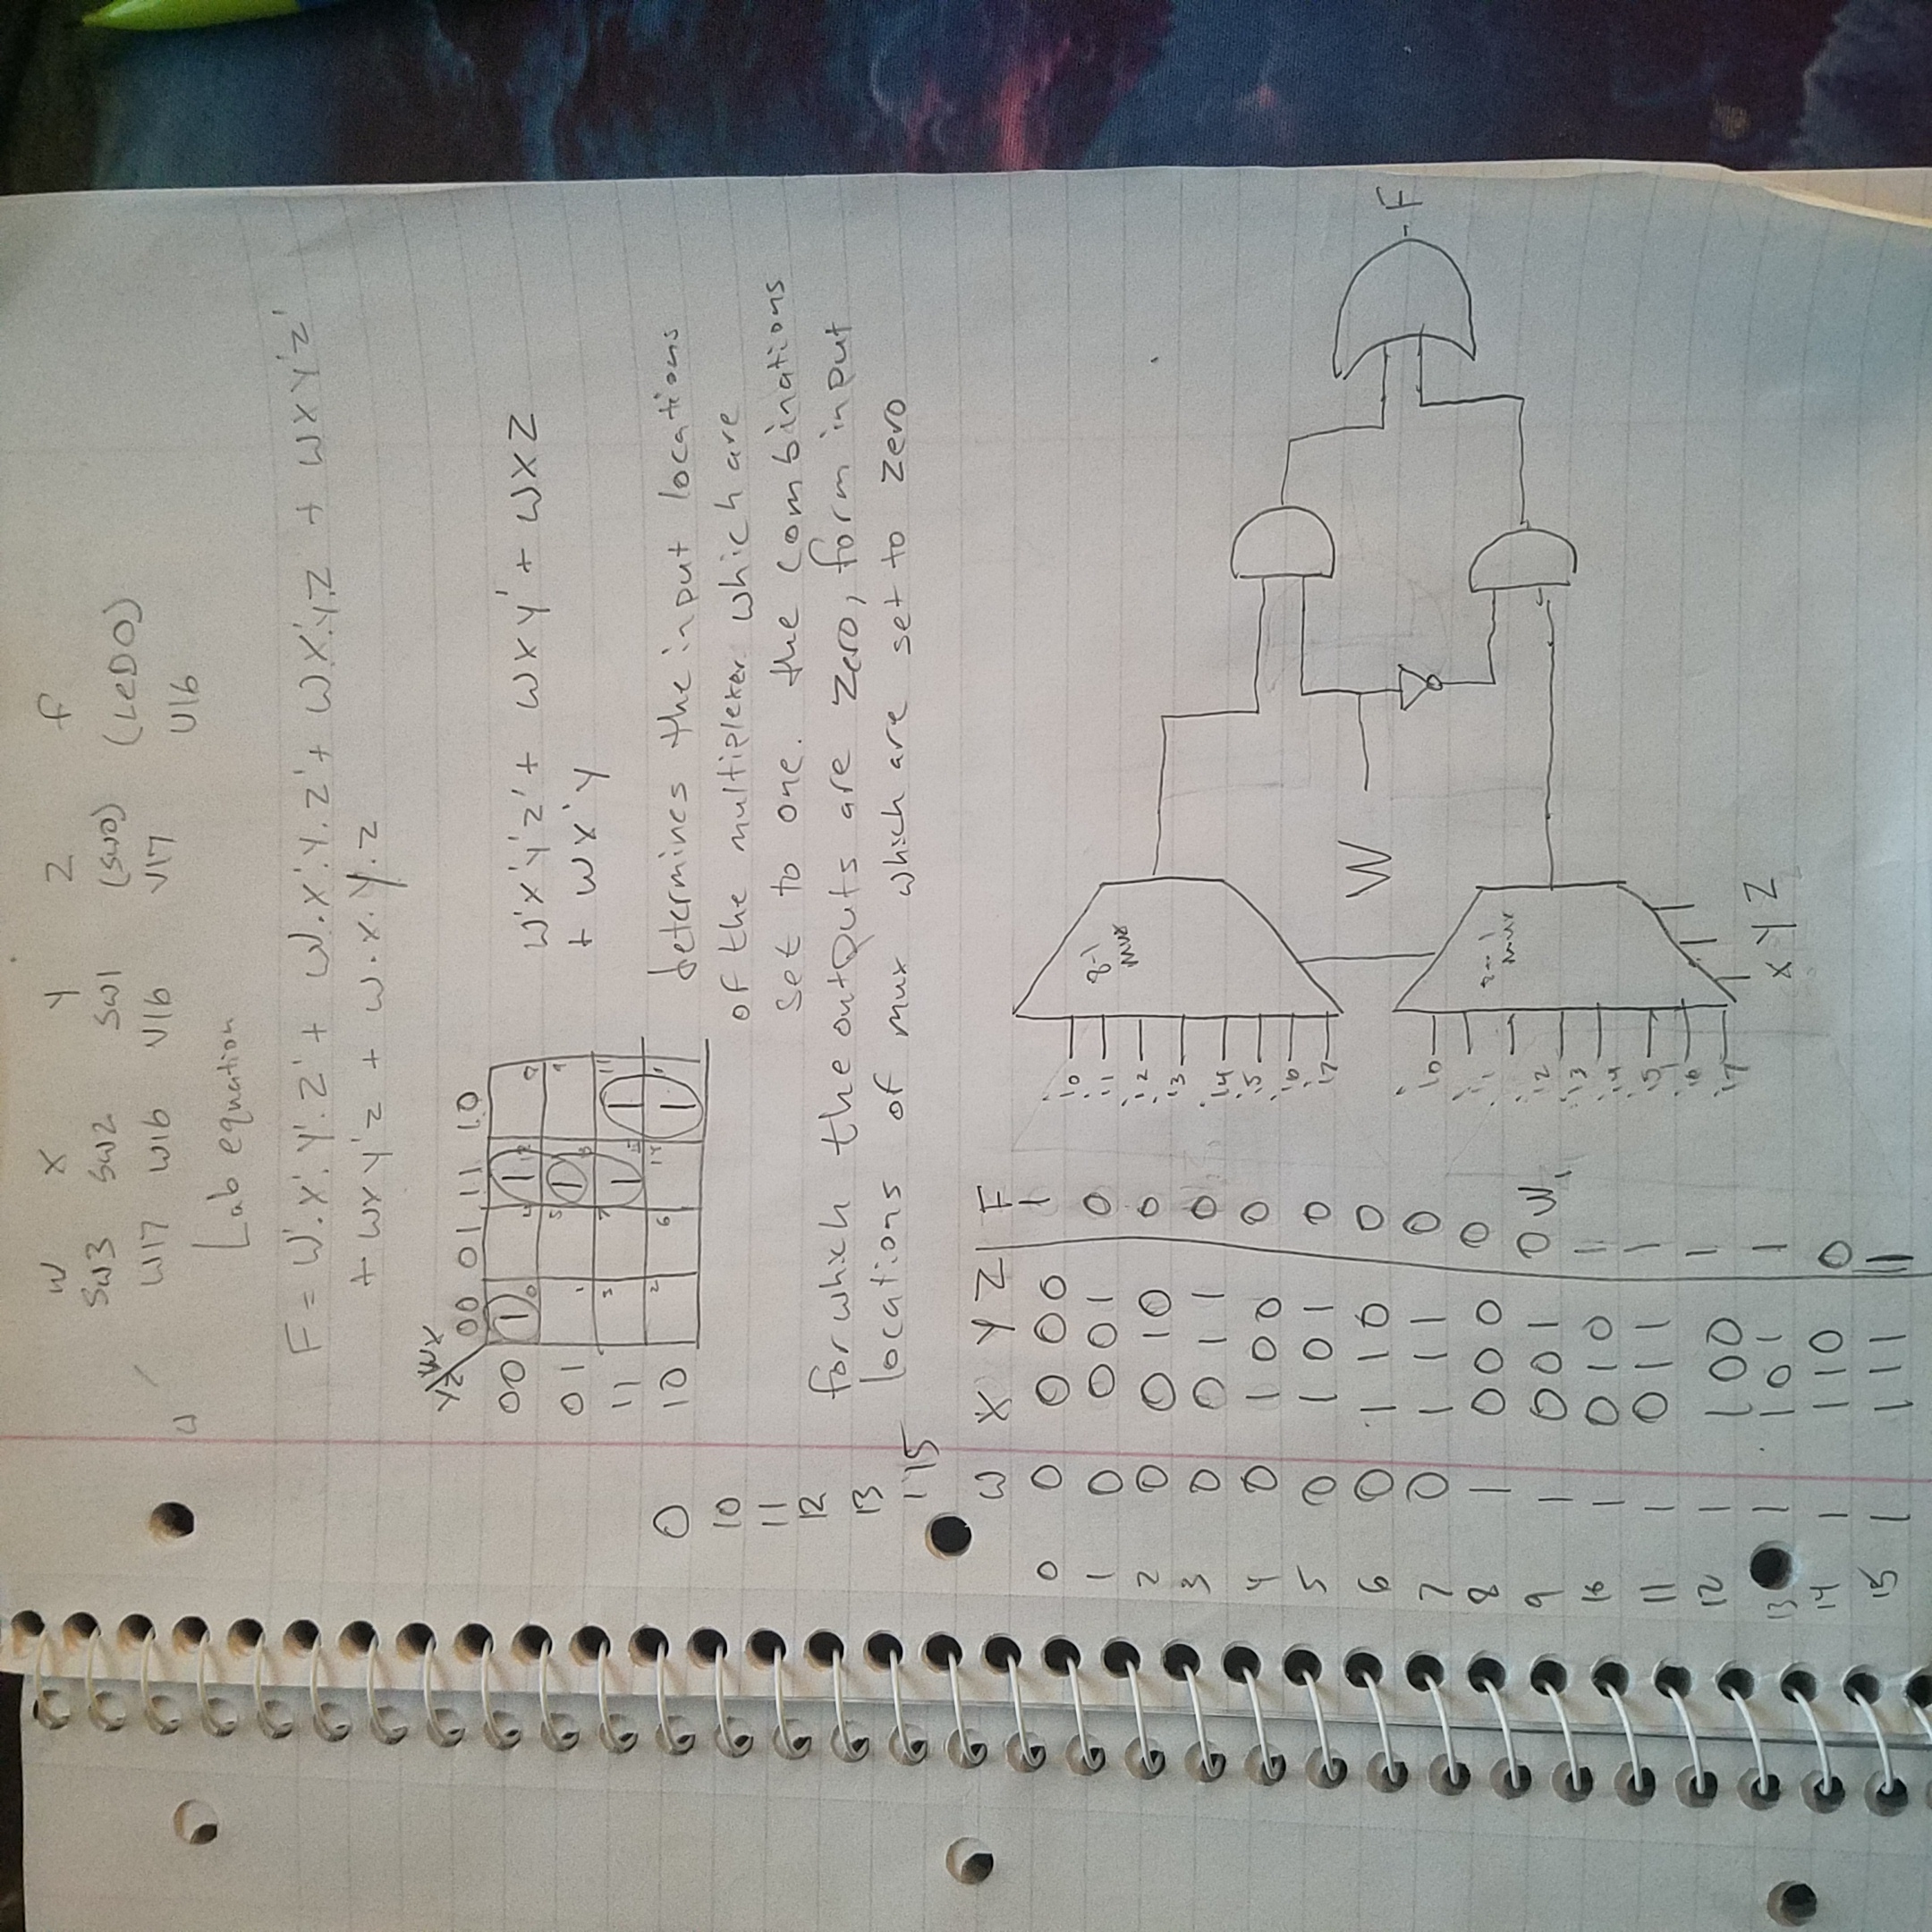 W X Y Z f
SW3 SW2 SW1 (SW0) (LeDO)
W17 W16 V16 V17 U16
Lab equation
F = W'.X'.Y'.Z' + W.X'.Y.Z' + WX'.Y.Z + WXY'Z'
+ WXY'Z + W.X.Y.Z
YZ WX
00 01 11 10
00 1 0 4 1 12 8
01 1 5 1 13 9
11 3 7 1 15 1 11
10 2 6 14 1
W'X'Y'Z' + WXY' + WXZ
+ WX'Y
0
10
11
12
13
15
determines the input locations
of the multiplexer which are
set to one. the combinations
for which the outputs are zero, form input
locations of mux which are set to zero
W X Y Z F
0 0 0 0 0 1
1 0 0 0 1 0
2 0 0 1 0 0
3 0 0 1 1 0
4 0 1 0 0 0
5 0 1 0 1 0
6 0 1 1 0 0
7 0 1 1 1 0
8 1 0 0 0 0
9 1 0 0 1 0 W,
10 1 0 1 0 1
11 1 0 1 1 1
12 1 1 0 0 1
13 1 1 0 1 1
14 1 1 1 0 0
15 1 1 1 1 1
8-1
mux
i0
i1
i2
i3
i4
i5
i6
i7
W
F
8-1
mux
i0
i1
i2
i3
i4
i5
i6
i7
X Y Z